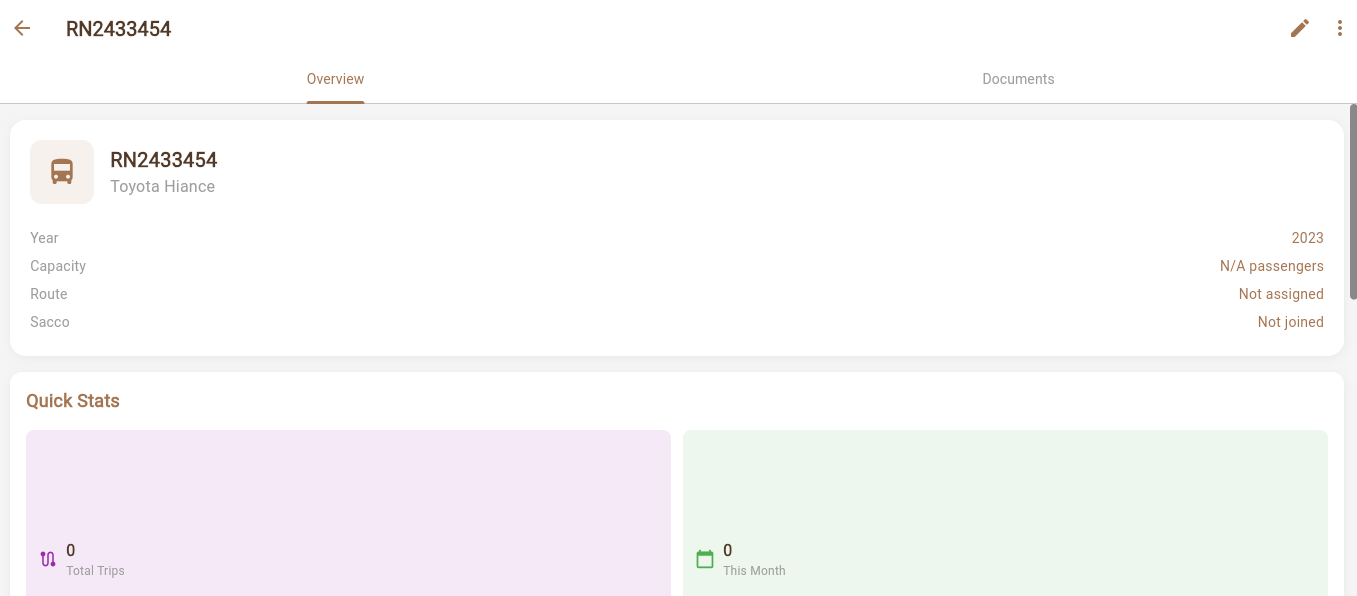 RN2433454
Overview
Documents
RN2433454
Toyota Hiance
Year 2023
Capacity N/A passengers
Route Not assigned
Sacco Not joined
Quick Stats
0
Total Trips
0
This Month